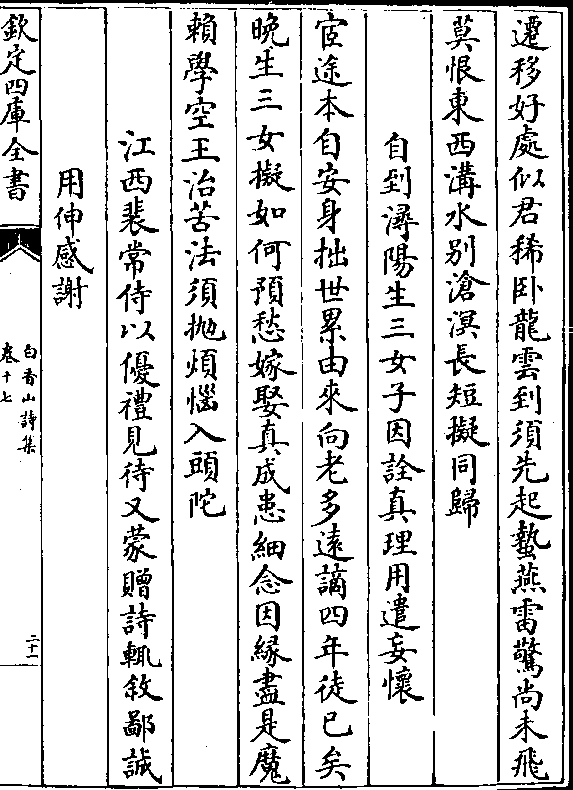 遷移好處似君稀卧龍雲到須先起蟄燕雷驚尚未飛
莫恨東西溝水别滄溟長短擬同歸
自到潯陽生三女子因詮真理用遣妄懷
宦途本自安身拙世累由來向老多遠謫四年徒已矣
晚生三女擬如何預愁嫁娶真成患細念因縁盡是魔
賴學空王治苦法須抛煩惱入頭陀
江西裴常侍以優禮見待又蒙贈詩輒敘鄙誠
用伸感謝
欽定四庫全書
白香山詩集
卷十七
二十一